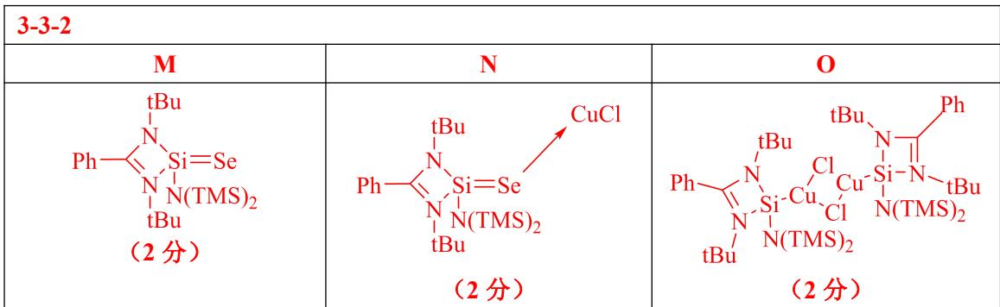 3-3-2
M
N
O
tBu
N
Ph
Si=Se
N
N(TMS)2
tBu
(2 分)
CuCl
tBu
N
Ph
Si=Se
N
N(TMS)2
tBu
(2 分)
Ph
tBu
N
tBu
Cl
Si
N
Cu
tBu
Ph
N
Cl
N(TMS)2
Si
Cu
N
N(TMS)2
tBu
(2 分)